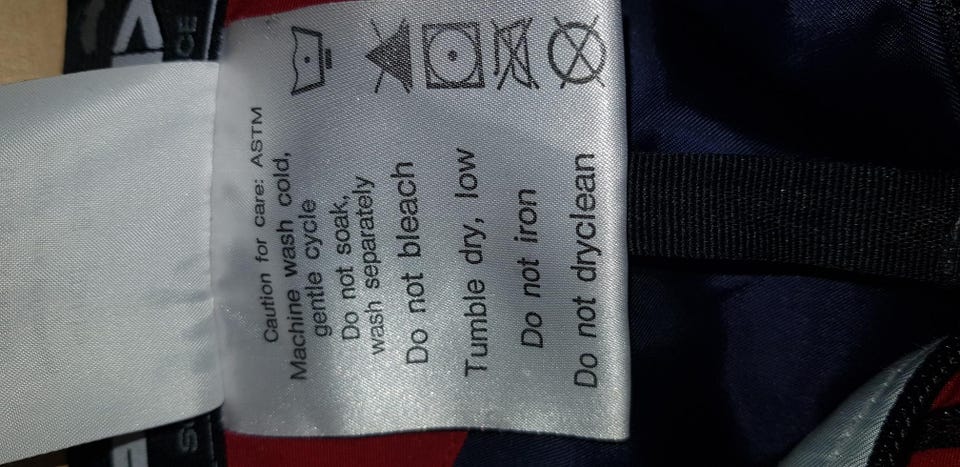 Caution for care: ASTM
Machine wash cold,
gentle cycle
Do not soak,
wash separately
Do not bleach
Tumble dry, low
Do not iron
Do not dryclean